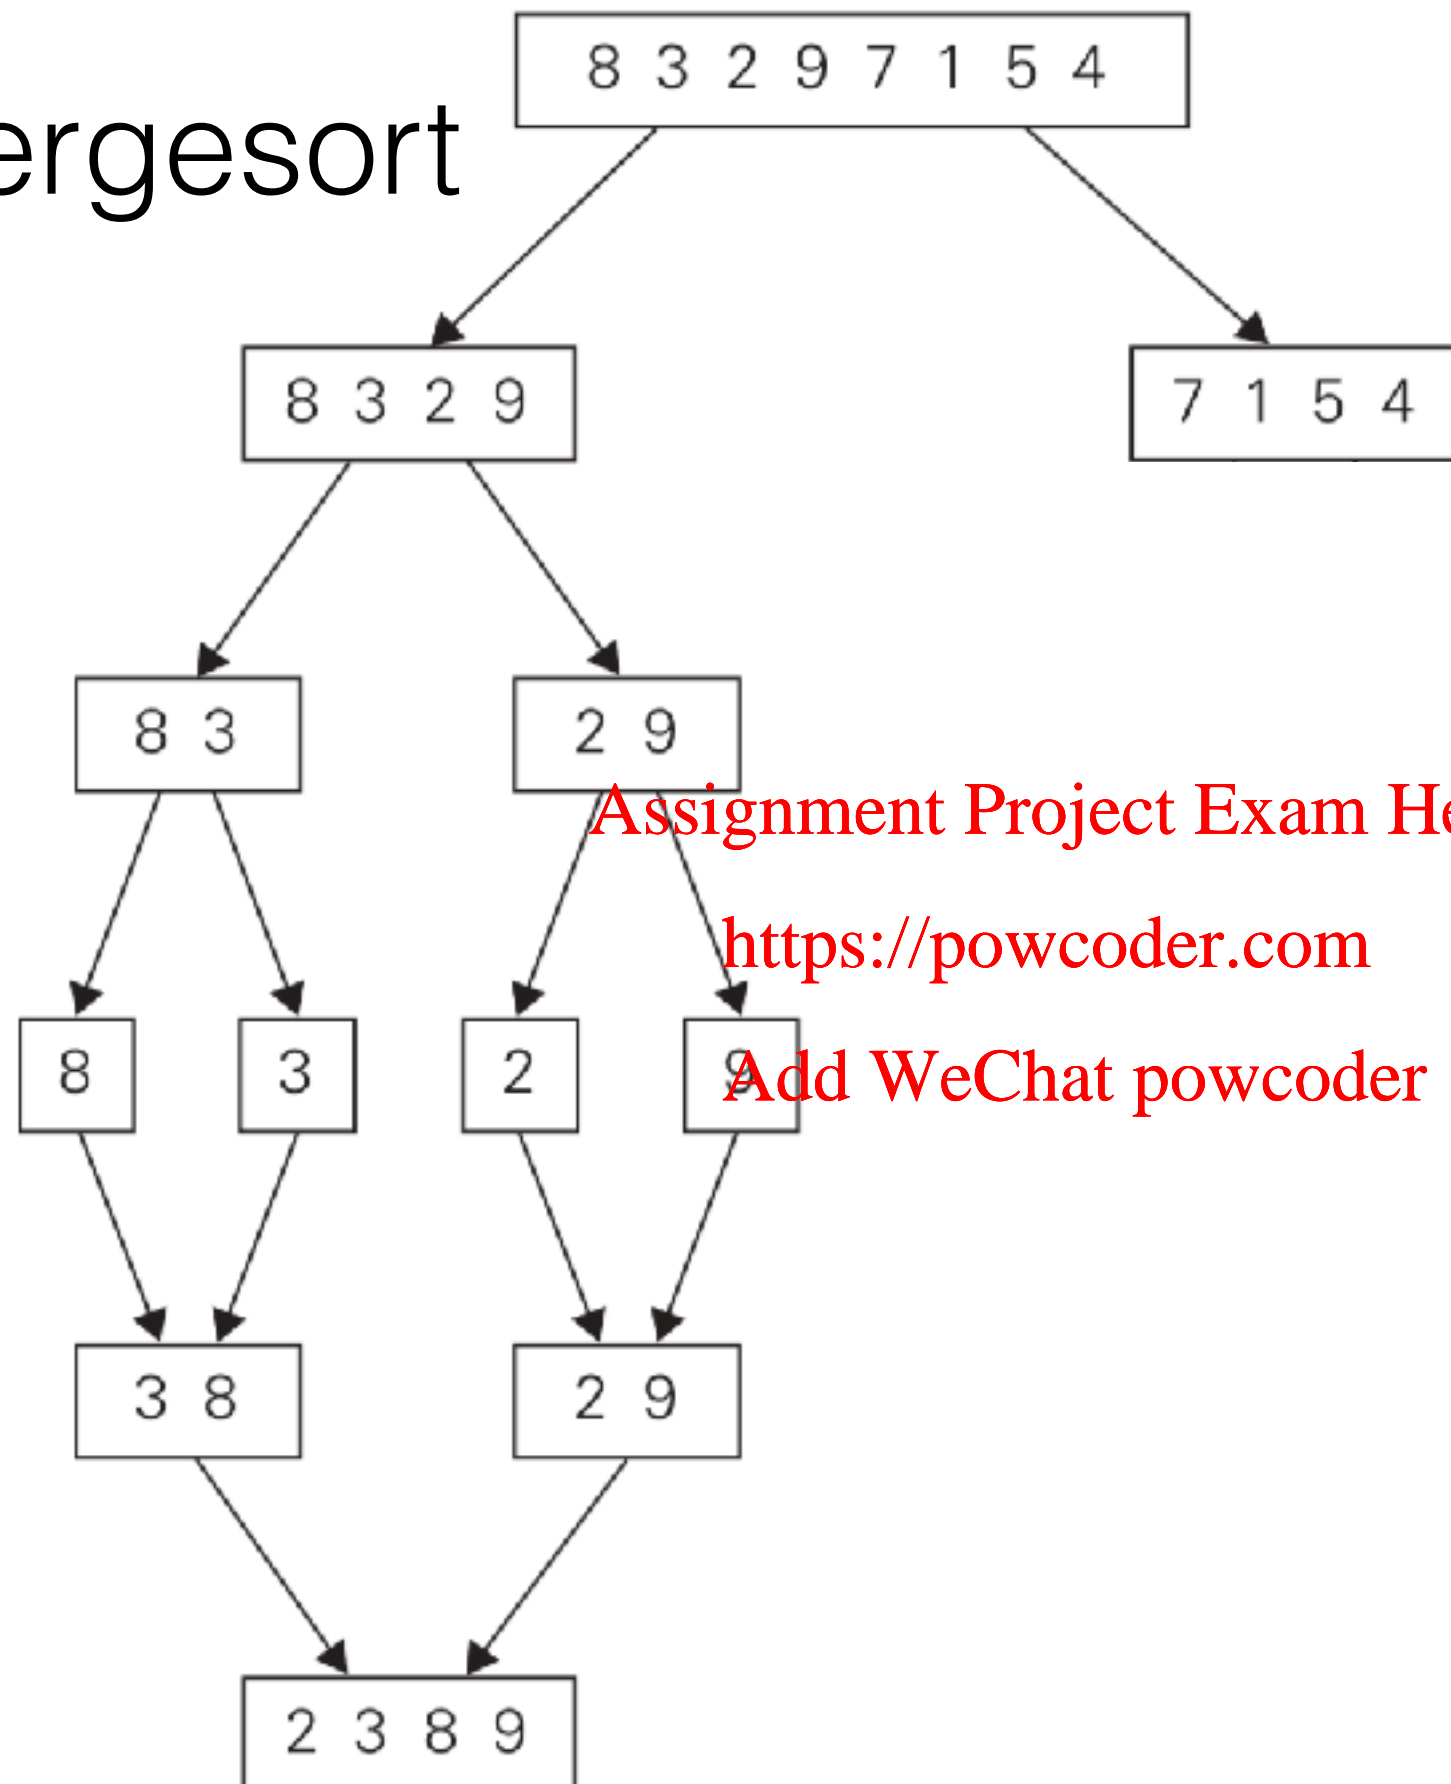 8 3 2 9 7 1 5 4
ergesort
8 3 2 9
7 1 5 4
8 3
2 9
Assignment Project Exam He
https://powcoder.com
8
3
2
9
Add WeChat powcoder
3 8
2 9
2 3 8 9